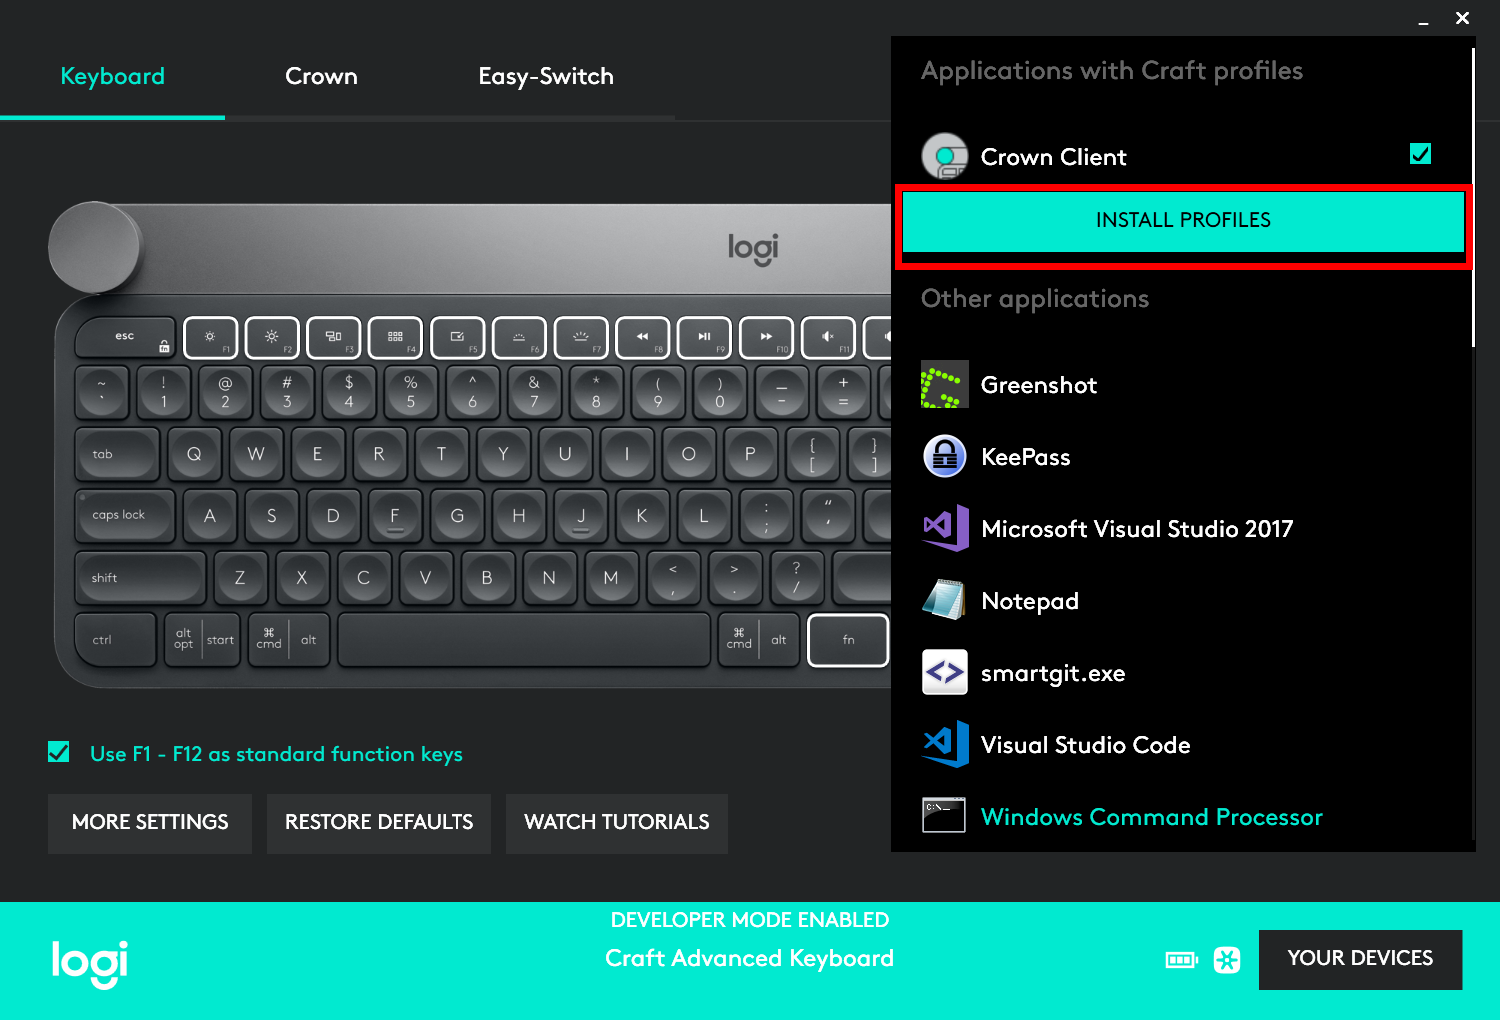 Keyboard Crown Easy-Switch
Applications with Craft profiles
Crown Client
INSTALL PROFILES
Other applications
Greenshot
KeePass
Microsoft Visual Studio 2017
Notepad
smartgit.exe
Visual Studio Code
C:\._
Windows Command Processor
logi
esc fn F1 F2 F3 F4 F5 F6 F7 F8 F9 F10 F11
~ ! @ # $ % ^ & * ( ) _ +
` 1 2 3 4 5 6 7 8 9 0 - =
tab Q W E R T Y U I O P { [ } ]
caps lock A S D F G H J K L : ; “ ‘
shift Z X C V B N M < , > . ? /
ctrl alt opt start ⌘ cmd alt ⌘ cmd alt fn
Use F1 - F12 as standard function keys
MORE SETTINGS RESTORE DEFAULTS WATCH TUTORIALS
DEVELOPER MODE ENABLED
logi Craft Advanced Keyboard YOUR DEVICES